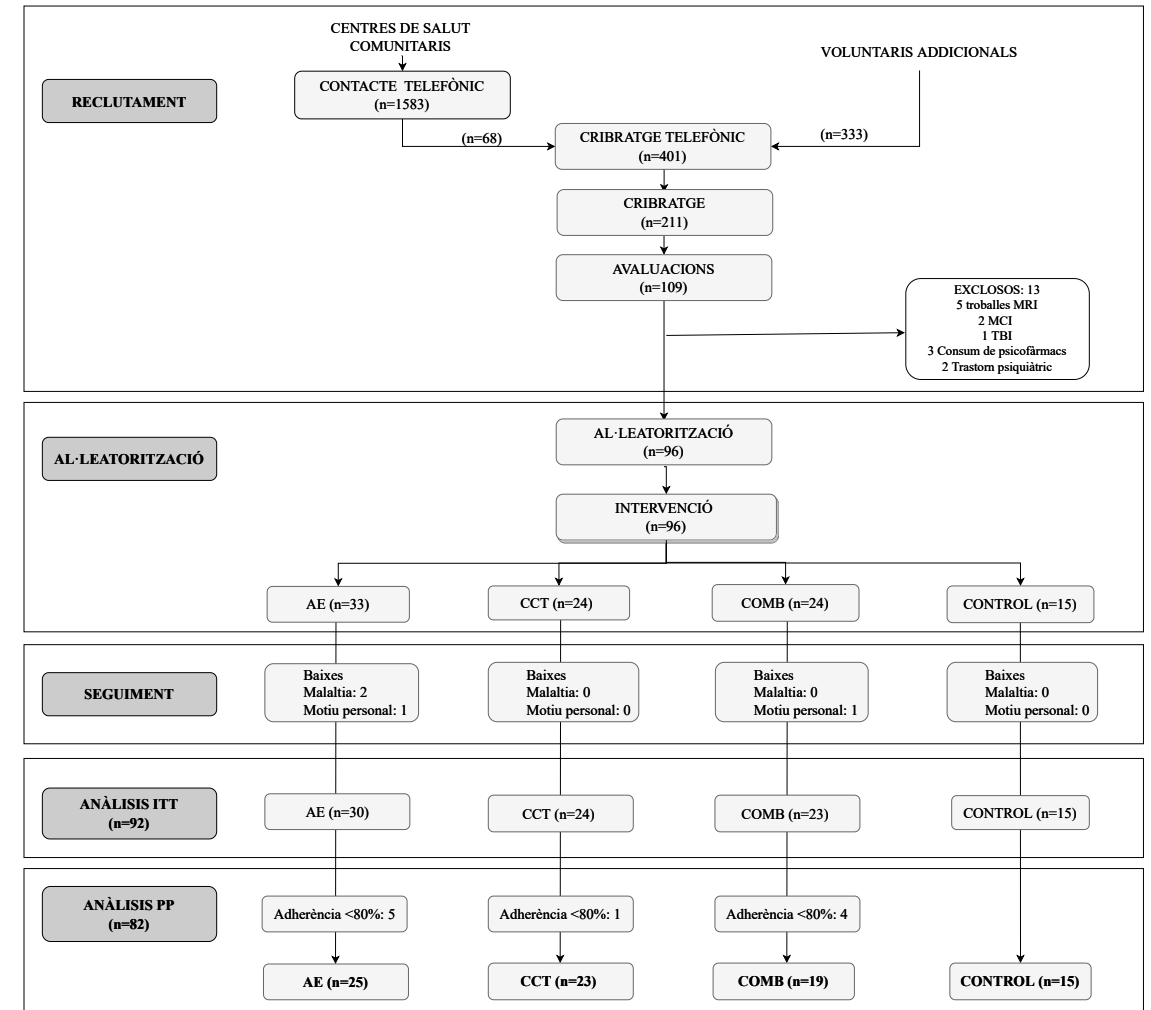 CENTRES DE SALUT
COMUNITARIS
VOLUNTARIS ADDICIONALS
RECLUTAMENT
CONTACTE TELEFÒNIC
(n=1583)
(n=68)
(n=333)
CRIBRATGE TELEFÒNIC
(n=401)
CRIBRATGE
(n=211)
AVALUACIONS
(n=109)
EXCLOSOS: 13
5 troballes MRI
2 MCI
1 TBI
3 Consum de psicofàrmacs
2 Trastorn psiquiàtric
AL·LEATORITZACIÓ
AL·LEATORITZACIÓ
(n=96)
INTERVENCIÓ
(n=96)
AE (n=33)
CCT (n=24)
COMB (n=24)
CONTROL (n=15)
SEGUIMENT
Baixes
Malaltia: 2
Motiu personal: 1
Baixes
Malaltia: 0
Motiu personal: 0
Baixes
Malaltia: 0
Motiu personal: 1
Baixes
Malaltia: 0
Motiu personal: 0
ANÀLISIS ITT
(n=92)
AE (n=30)
CCT (n=24)
COMB (n=23)
CONTROL (n=15)
ANÀLISIS PP
(n=82)
Adherència <80%: 5
Adherència <80%: 1
Adherència <80%: 4
AE (n=25)
CCT (n=23)
COMB (n=19)
CONTROL (n=15)